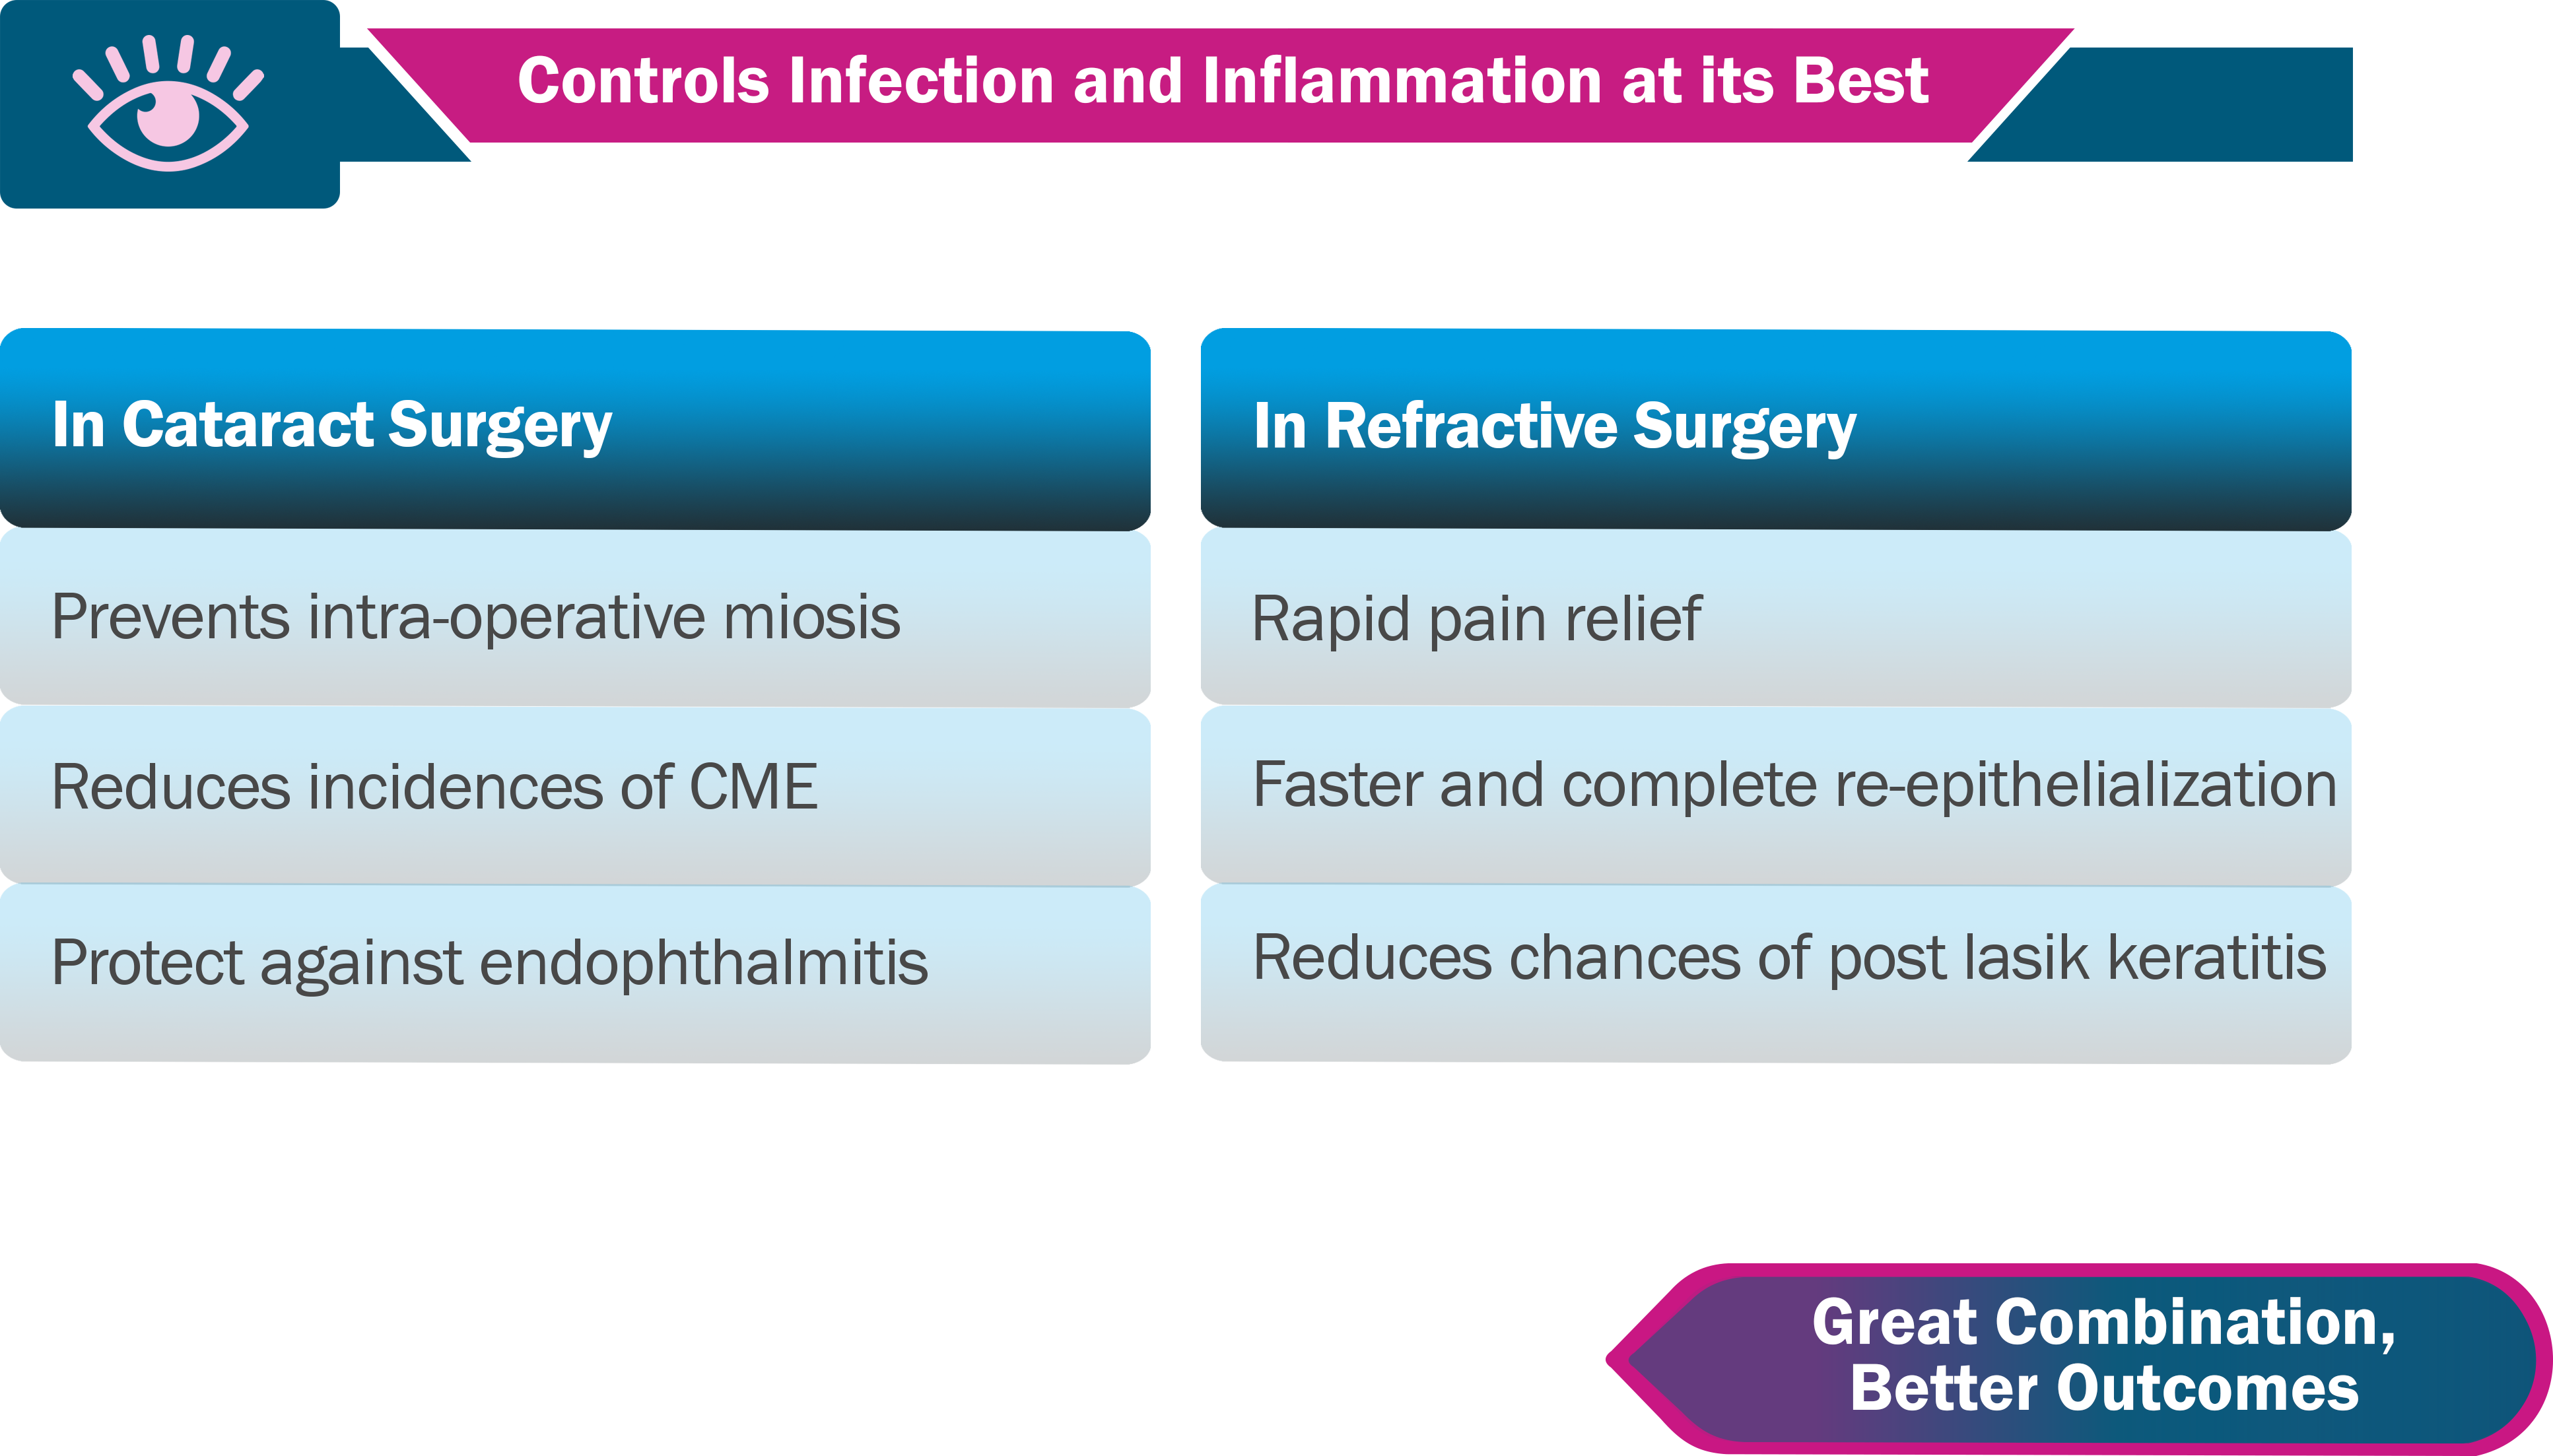 Controls Infection and Inflammation at its Best
In Cataract Surgery
Prevents intra-operative miosis
Reduces incidences of CME
Protect against endophthalmitis
In Refractive Surgery
Rapid pain relief
Faster and complete re-epithelialization
Reduces chances of post lasik keratitis
Great Combination,
Better Outcomes